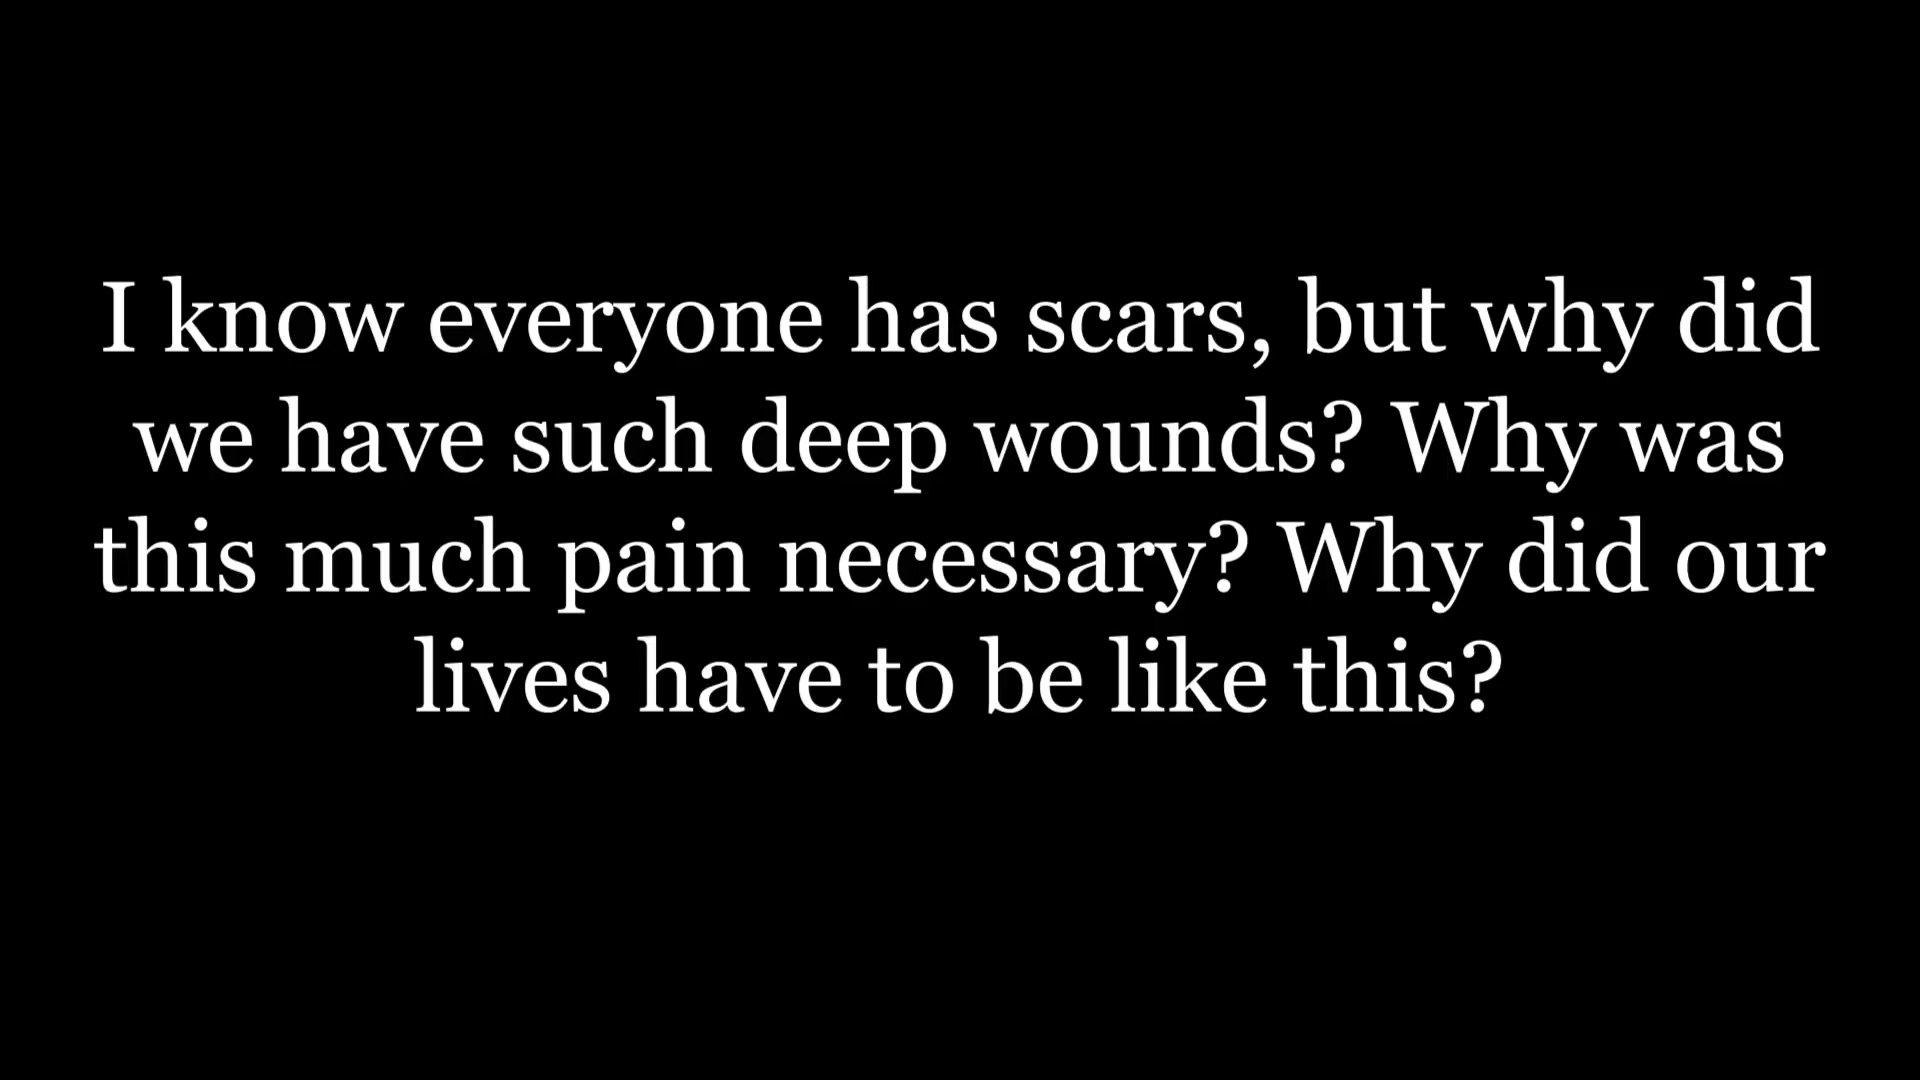 I know everyone has scars, but why did
we have such deep wounds? Why was
this much pain necessary? Why did our
lives have to be like this?